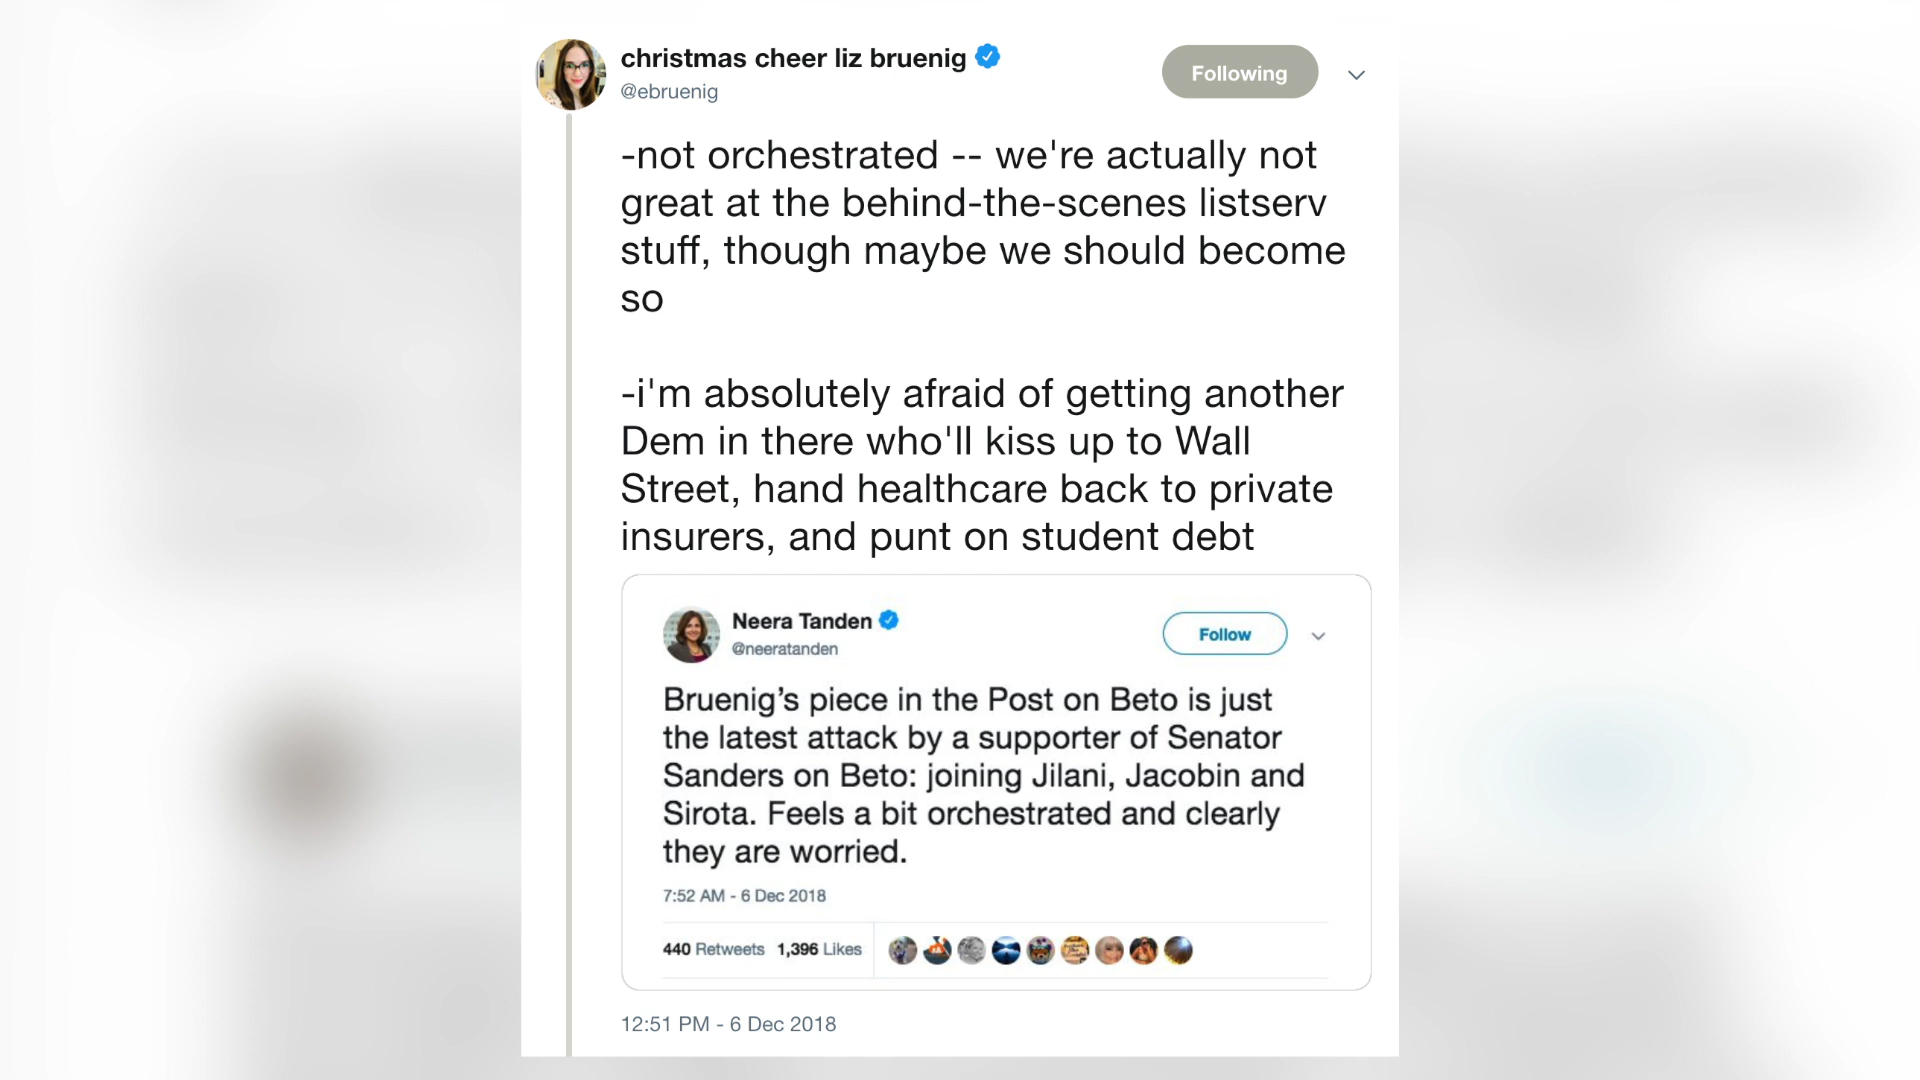 christmas cheer liz bruenig
@ebruenig
Following
-not orchestrated -- we're actually not
great at the behind-the-scenes listserv
stuff, though maybe we should become
so
-i'm absolutely afraid of getting another
Dem in there who'll kiss up to Wall
Street, hand healthcare back to private
insurers, and punt on student debt
Neera Tanden
@neeratanden
Follow
Bruenig’s piece in the Post on Beto is just
the latest attack by a supporter of Senator
Sanders on Beto: joining Jilani, Jacobin and
Sirota. Feels a bit orchestrated and clearly
they are worried.
7:52 AM - 6 Dec 2018
440 Retweets 1,396 Likes
12:51 PM - 6 Dec 2018